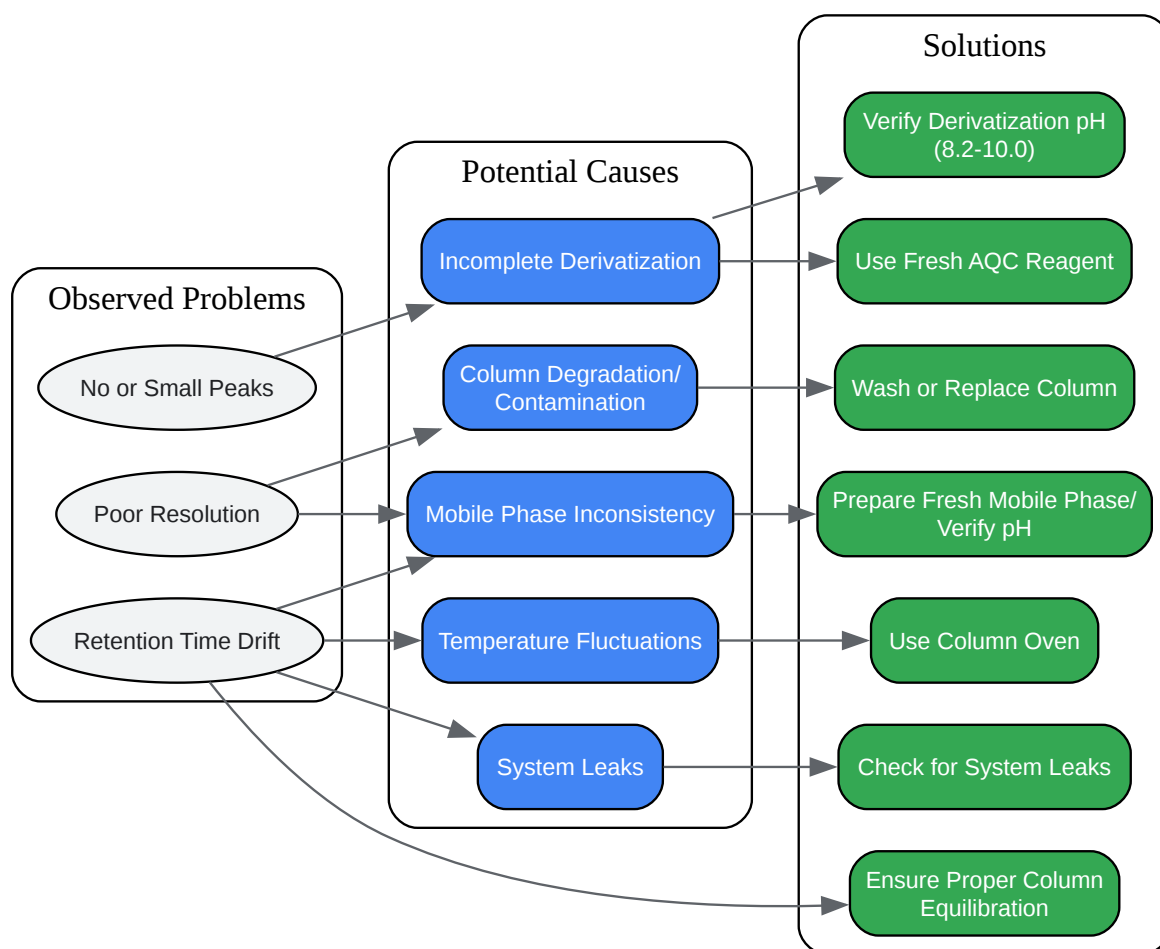 Observed Problems
No or Small Peaks
Poor Resolution
Retention Time Drift
Potential Causes
Incomplete Derivatization
Column Degradation/
Contamination
Mobile Phase Inconsistency
Temperature Fluctuations
System Leaks
Solutions
Verify Derivatization pH
(8.2-10.0)
Use Fresh AQC Reagent
Wash or Replace Column
Prepare Fresh Mobile Phase/
Verify pH
Use Column Oven
Check for System Leaks
Ensure Proper Column
Equilibration